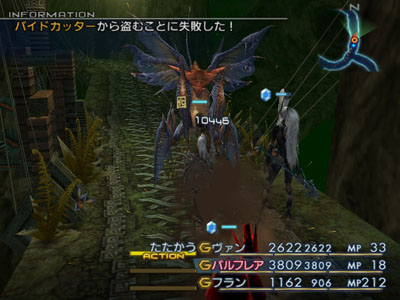 INFORMATION
パイドカッターから盗むことに失敗した!
N
10446
たたかう Gヴァン 2622 2622 MP 33
ACTION
Gバルフレア 3809 3809 MP 18
Gフラン 1162 906 MP 212